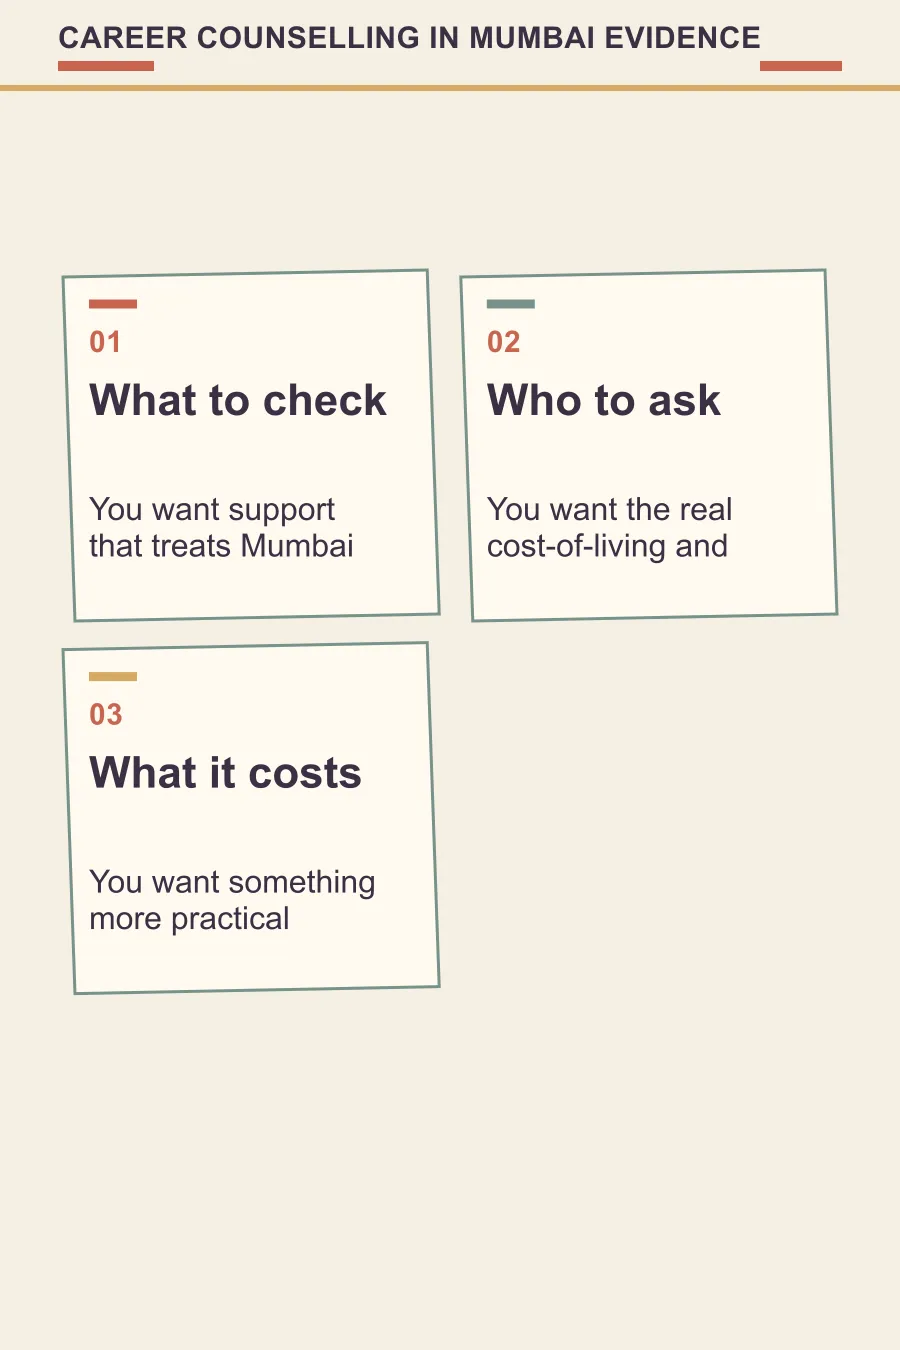 CAREER COUNSELLING IN MUMBAI EVIDENCE
01
What to check
You want support
that treats Mumbai
02
Who to ask
You want the real
cost-of-living and
03
What it costs
You want something
more practical